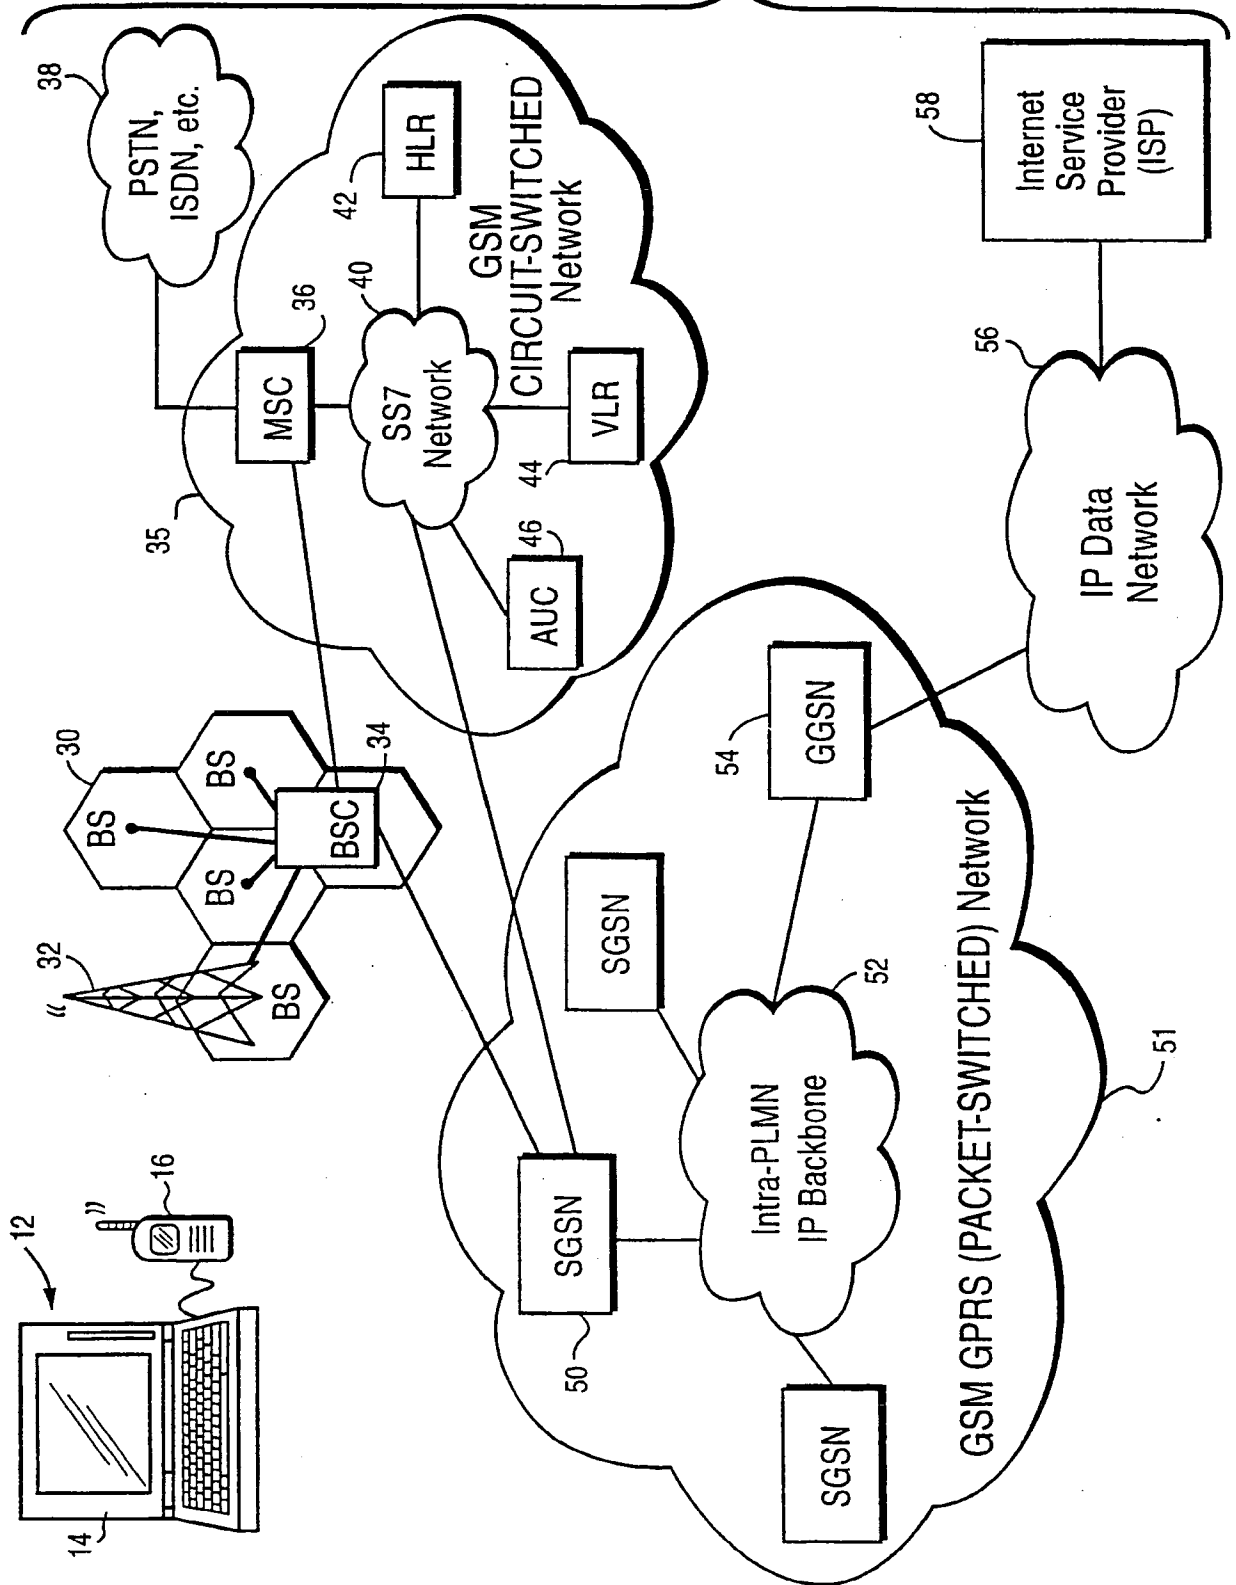 12
14
16
32
BS
BS
BS
BS
30
BSC
34
35
MSC
36
PSTN,
ISDN, etc.
38
SS7
Network
40
HLR
42
VLR
44
AUC
46
GSM
CIRCUIT-SWITCHED
Network
SGSN
50
SGSN
SGSN
Intra-PLMN
IP Backbone
52
GGSN
54
GSM GPRS (PACKET-SWITCHED) Network
51
IP Data
Network
56
Internet
Service
Provider
(ISP)
58